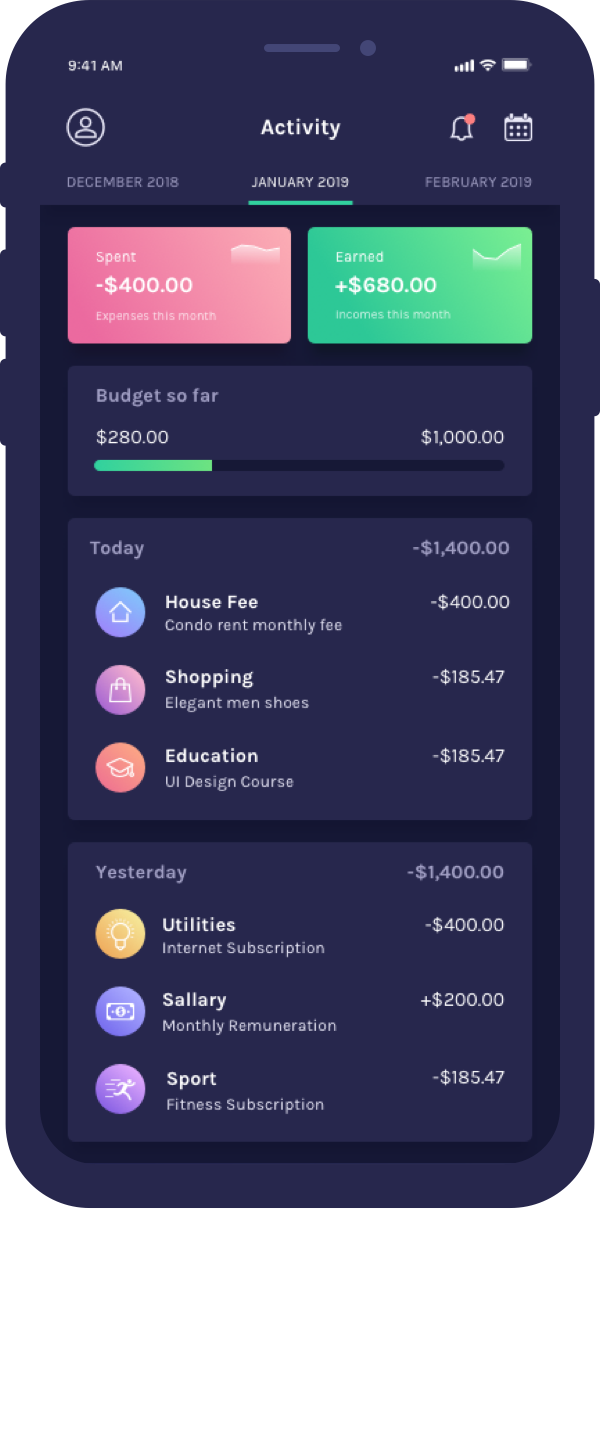 9:41 AM
Activity
DECEMBER 2018
JANUARY 2019
FEBRUARY 2019
Spent
-$400.00
Expenses this month
Earned
+$680.00
Incomes this month
Budget so far
$280.00 $1,000.00
Today -$1,400.00
House Fee -$400.00
Condo rent monthly fee
Shopping -$185.47
Elegant men shoes
Education -$185.47
UI Design Course
Yesterday -$1,400.00
Utilities -$400.00
Internet Subscription
Sallary +$200.00
Monthly Remuneration
Sport -$185.47
Fitness Subscription